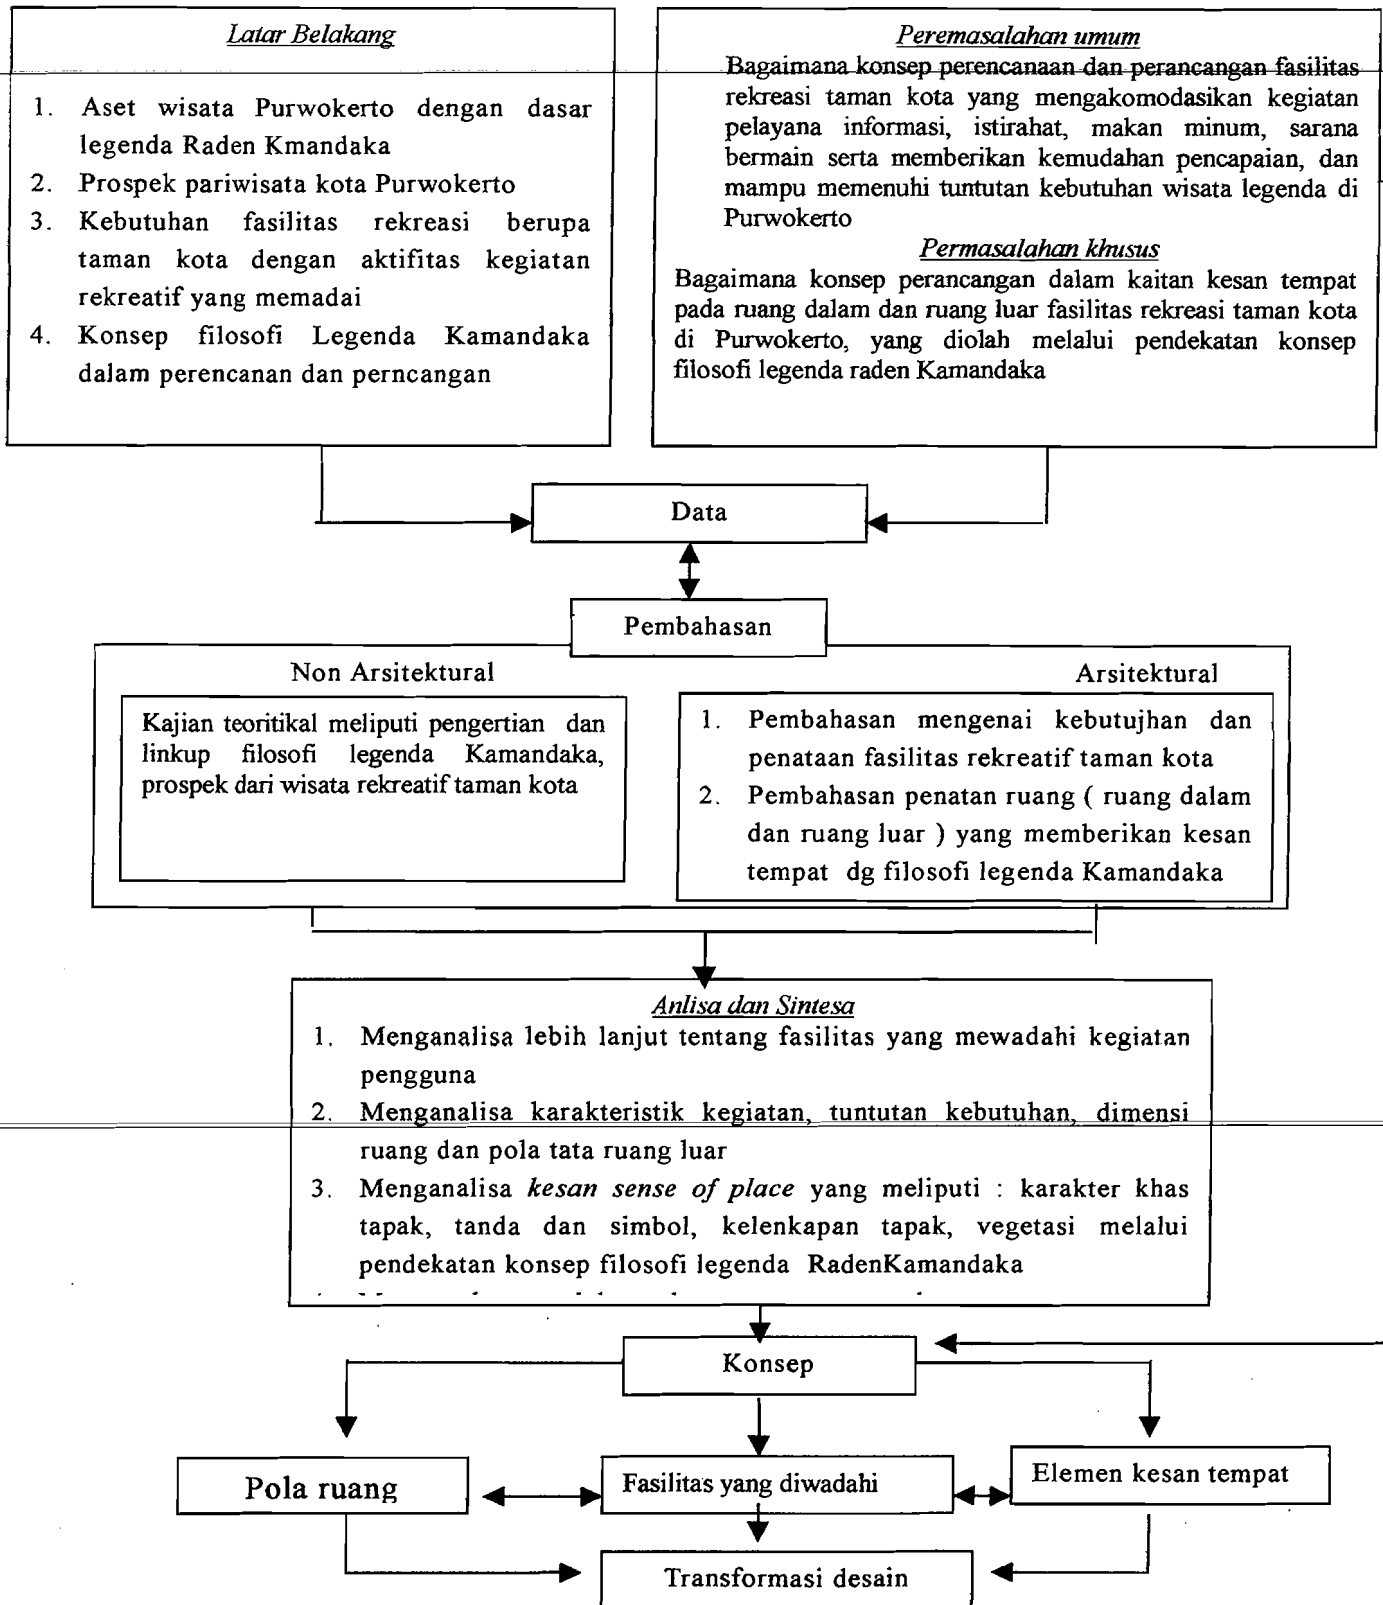 Latar Belakang
1. Aset wisata Purwokerto dengan dasar
legenda Raden Kmandaka
2. Prospek pariwisata kota Purwokerto
3. Kebutuhan fasilitas rekreasi berupa
taman kota dengan aktifitas kegiatan
rekreatif yang memadai
4. Konsep filosofi Legenda Kamandaka
dalam perencanan dan perncangan
Peremasalahan umum
Bagaimana konsep perencanaan dan perancangan fasilitas
rekreasi taman kota yang mengakomodasikan kegiatan
pelayana informasi, istirahat, makan minum, sarana
bermain serta memberikan kemudahan pencapaian, dan
mampu memenuhi tuntutan kebutuhan wisata legenda di
Purwokerto
Permasalahan khusus
Bagaimana konsep perancangan dalam kaitan kesan tempat
pada ruang dalam dan ruang luar fasilitas rekreasi taman kota
di Purwokerto, yang diolah melalui pendekatan konsep
filosofi legenda raden Kamandaka
Data
Pembahasan
Non Arsitektural
Kajian teoritikal meliputi pengertian dan
linkup filosofi legenda Kamandaka,
prospek dari wisata rekreatif taman kota
Arsitektural
1. Pembahasan mengenai kebutujhan dan
penataan fasilitas rekreatif taman kota
2. Pembahasan penatan ruang ( ruang dalam
dan ruang luar ) yang memberikan kesan
tempat dg filosofi legenda Kamandaka
Anlisa dan Sintesa
1. Menganalisa lebih lanjut tentang fasilitas yang mewadahi kegiatan
pengguna
2. Menganalisa karakteristik kegiatan, tuntutan kebutuhan, dimensi
ruang dan pola tata ruang luar
3. Menganalisa kesan sense of place yang meliputi : karakter khas
tapak, tanda dan simbol, kelenkapan tapak, vegetasi melalui
pendekatan konsep filosofi legenda RadenKamandaka
Konsep
Pola ruang
Fasilitas yang diwadahi
Elemen kesan tempat
Transformasi desain